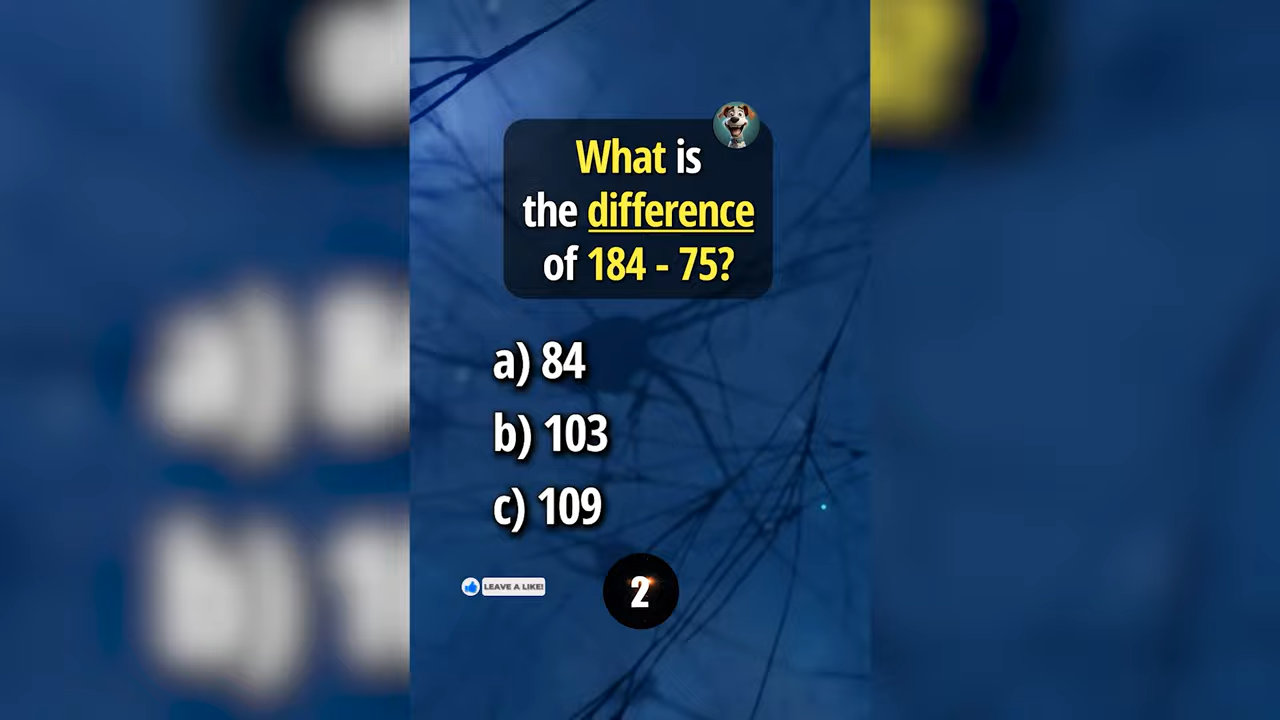 What is
the difference
of 184 - 75?
a) 84
b) 103
c) 109
LEAVE A LIKE!
2